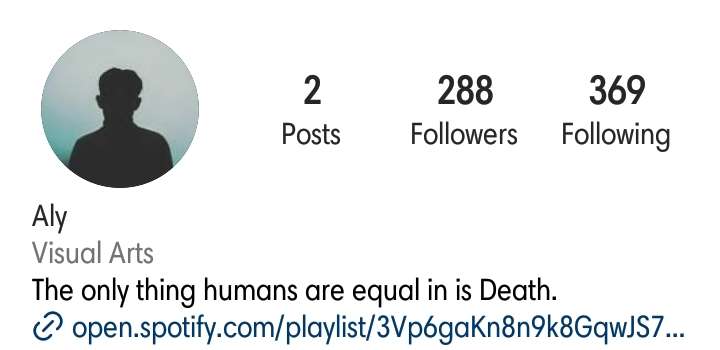 2 288 369
Posts Followers Following
Aly
Visual Arts
The only thing humans are equal in is Death.
open.spotify.com/playlist/3Vp6gaKn8n9k8GqwJS7...